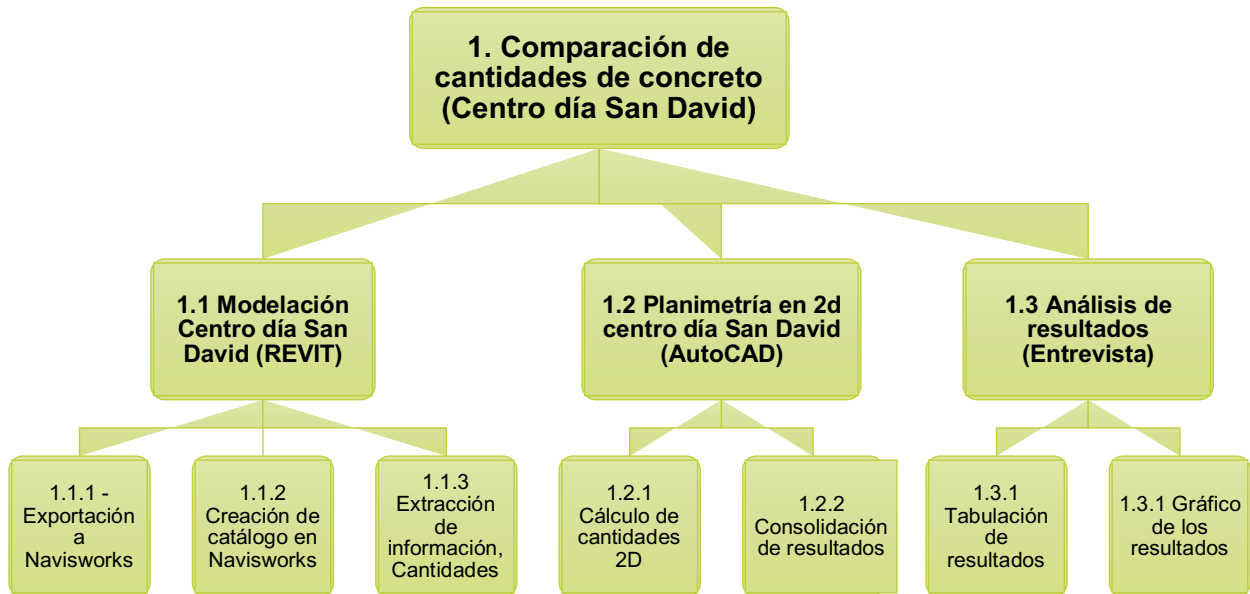 1. Comparación de
cantidades de concreto
(Centro día San David)
1.1 Modelación
Centro día San
David (REVIT)
1.2 Planimetría en 2d
centro día San David
(AutoCAD)
1.3 Análisis de
resultados
(Entrevista)
1.1.1 -
Exportación
a
Navisworks
1.1.2
Creación de
catálogo en
Navisworks
1.1.3
Extracción
de
información,
Cantidades
1.2.1
Cálculo de
cantidades
2D
1.2.2
Consolidación
de resultados
1.3.1
Tabulación
de
resultados
1.3.1 Gráfico
de los
resultados